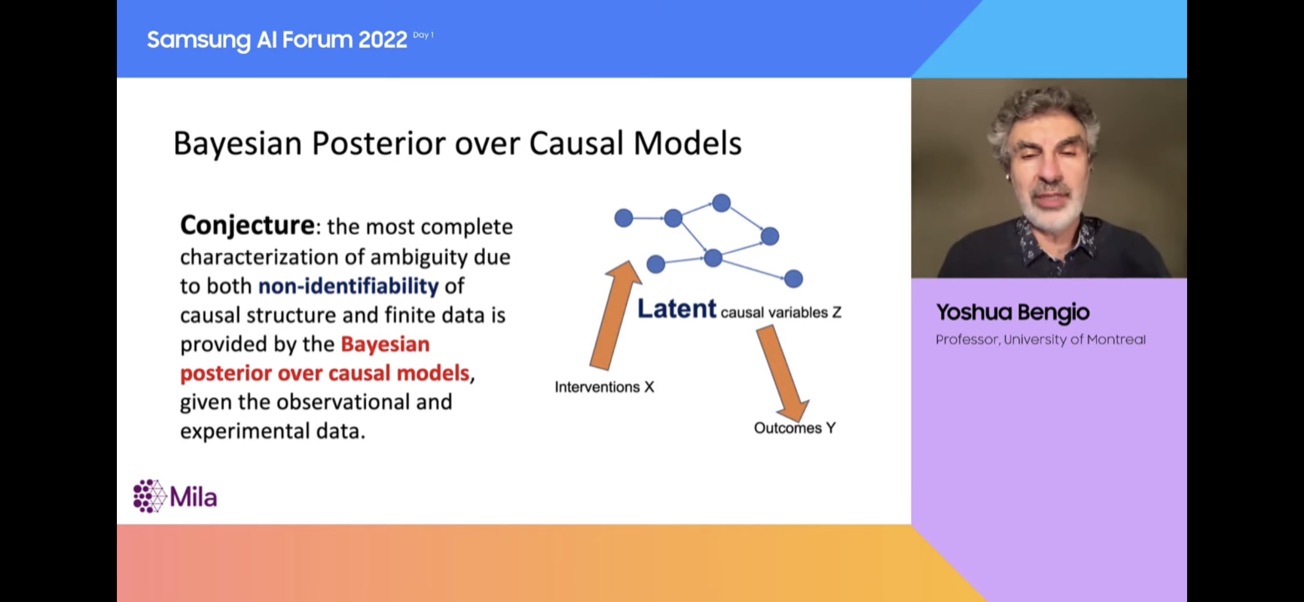 Samsung AI Forum 2022 Day 1
Bayesian Posterior over Causal Models
Conjecture: the most complete
characterization of ambiguity due
to both non-identifiability of
causal structure and finite data is
provided by the Bayesian
posterior over causal models,
given the observational and
experimental data.
Latent causal variables Z
Interventions X
Outcomes Y
Mila
Yoshua Bengio
Professor, University of Montreal